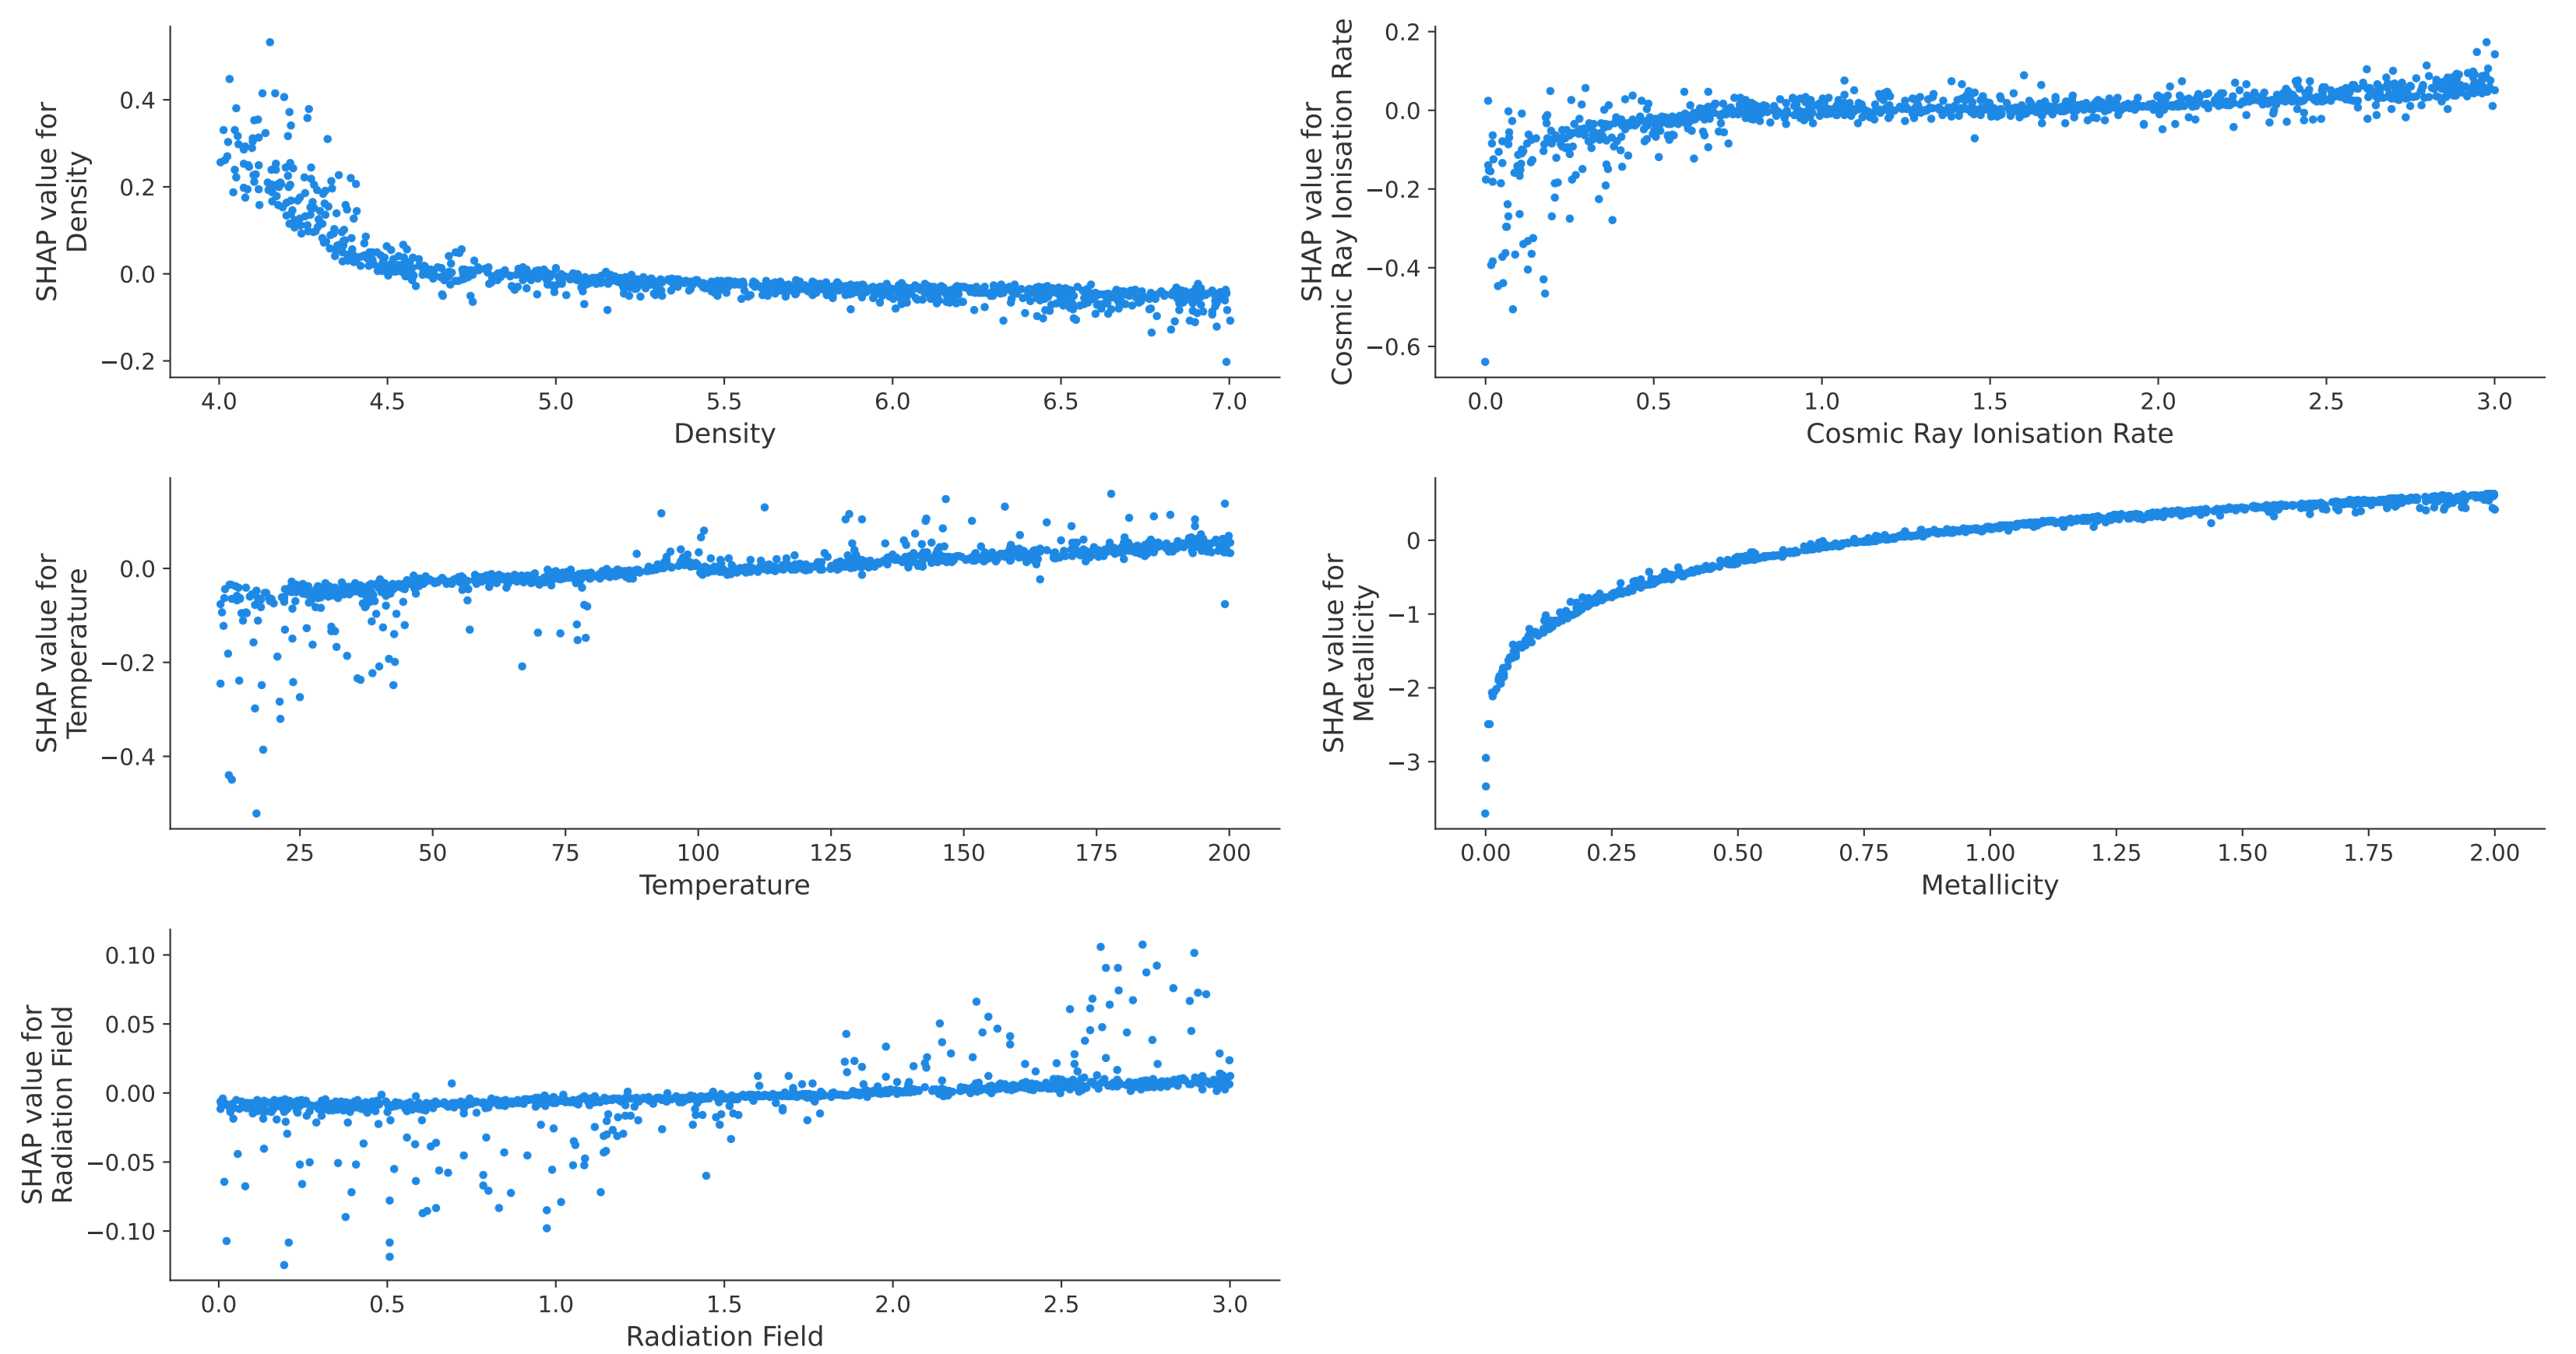 SHAP value for
Density
0.4
0.2
0.0
−0.2
4.0 4.5 5.0 5.5 6.0 6.5 7.0
Density
SHAP value for
Cosmic Ray Ionisation Rate
0.2
0.0
−0.2
−0.4
−0.6
0.0 0.5 1.0 1.5 2.0 2.5 3.0
Cosmic Ray Ionisation Rate
SHAP value for
Temperature
0.0
−0.2
−0.4
25 50 75 100 125 150 175 200
Temperature
SHAP value for
Metallicity
0
−1
−2
−3
0.00 0.25 0.50 0.75 1.00 1.25 1.50 1.75 2.00
Metallicity
SHAP value for
Radiation Field
0.10
0.05
0.00
−0.05
−0.10
0.0 0.5 1.0 1.5 2.0 2.5 3.0
Radiation Field